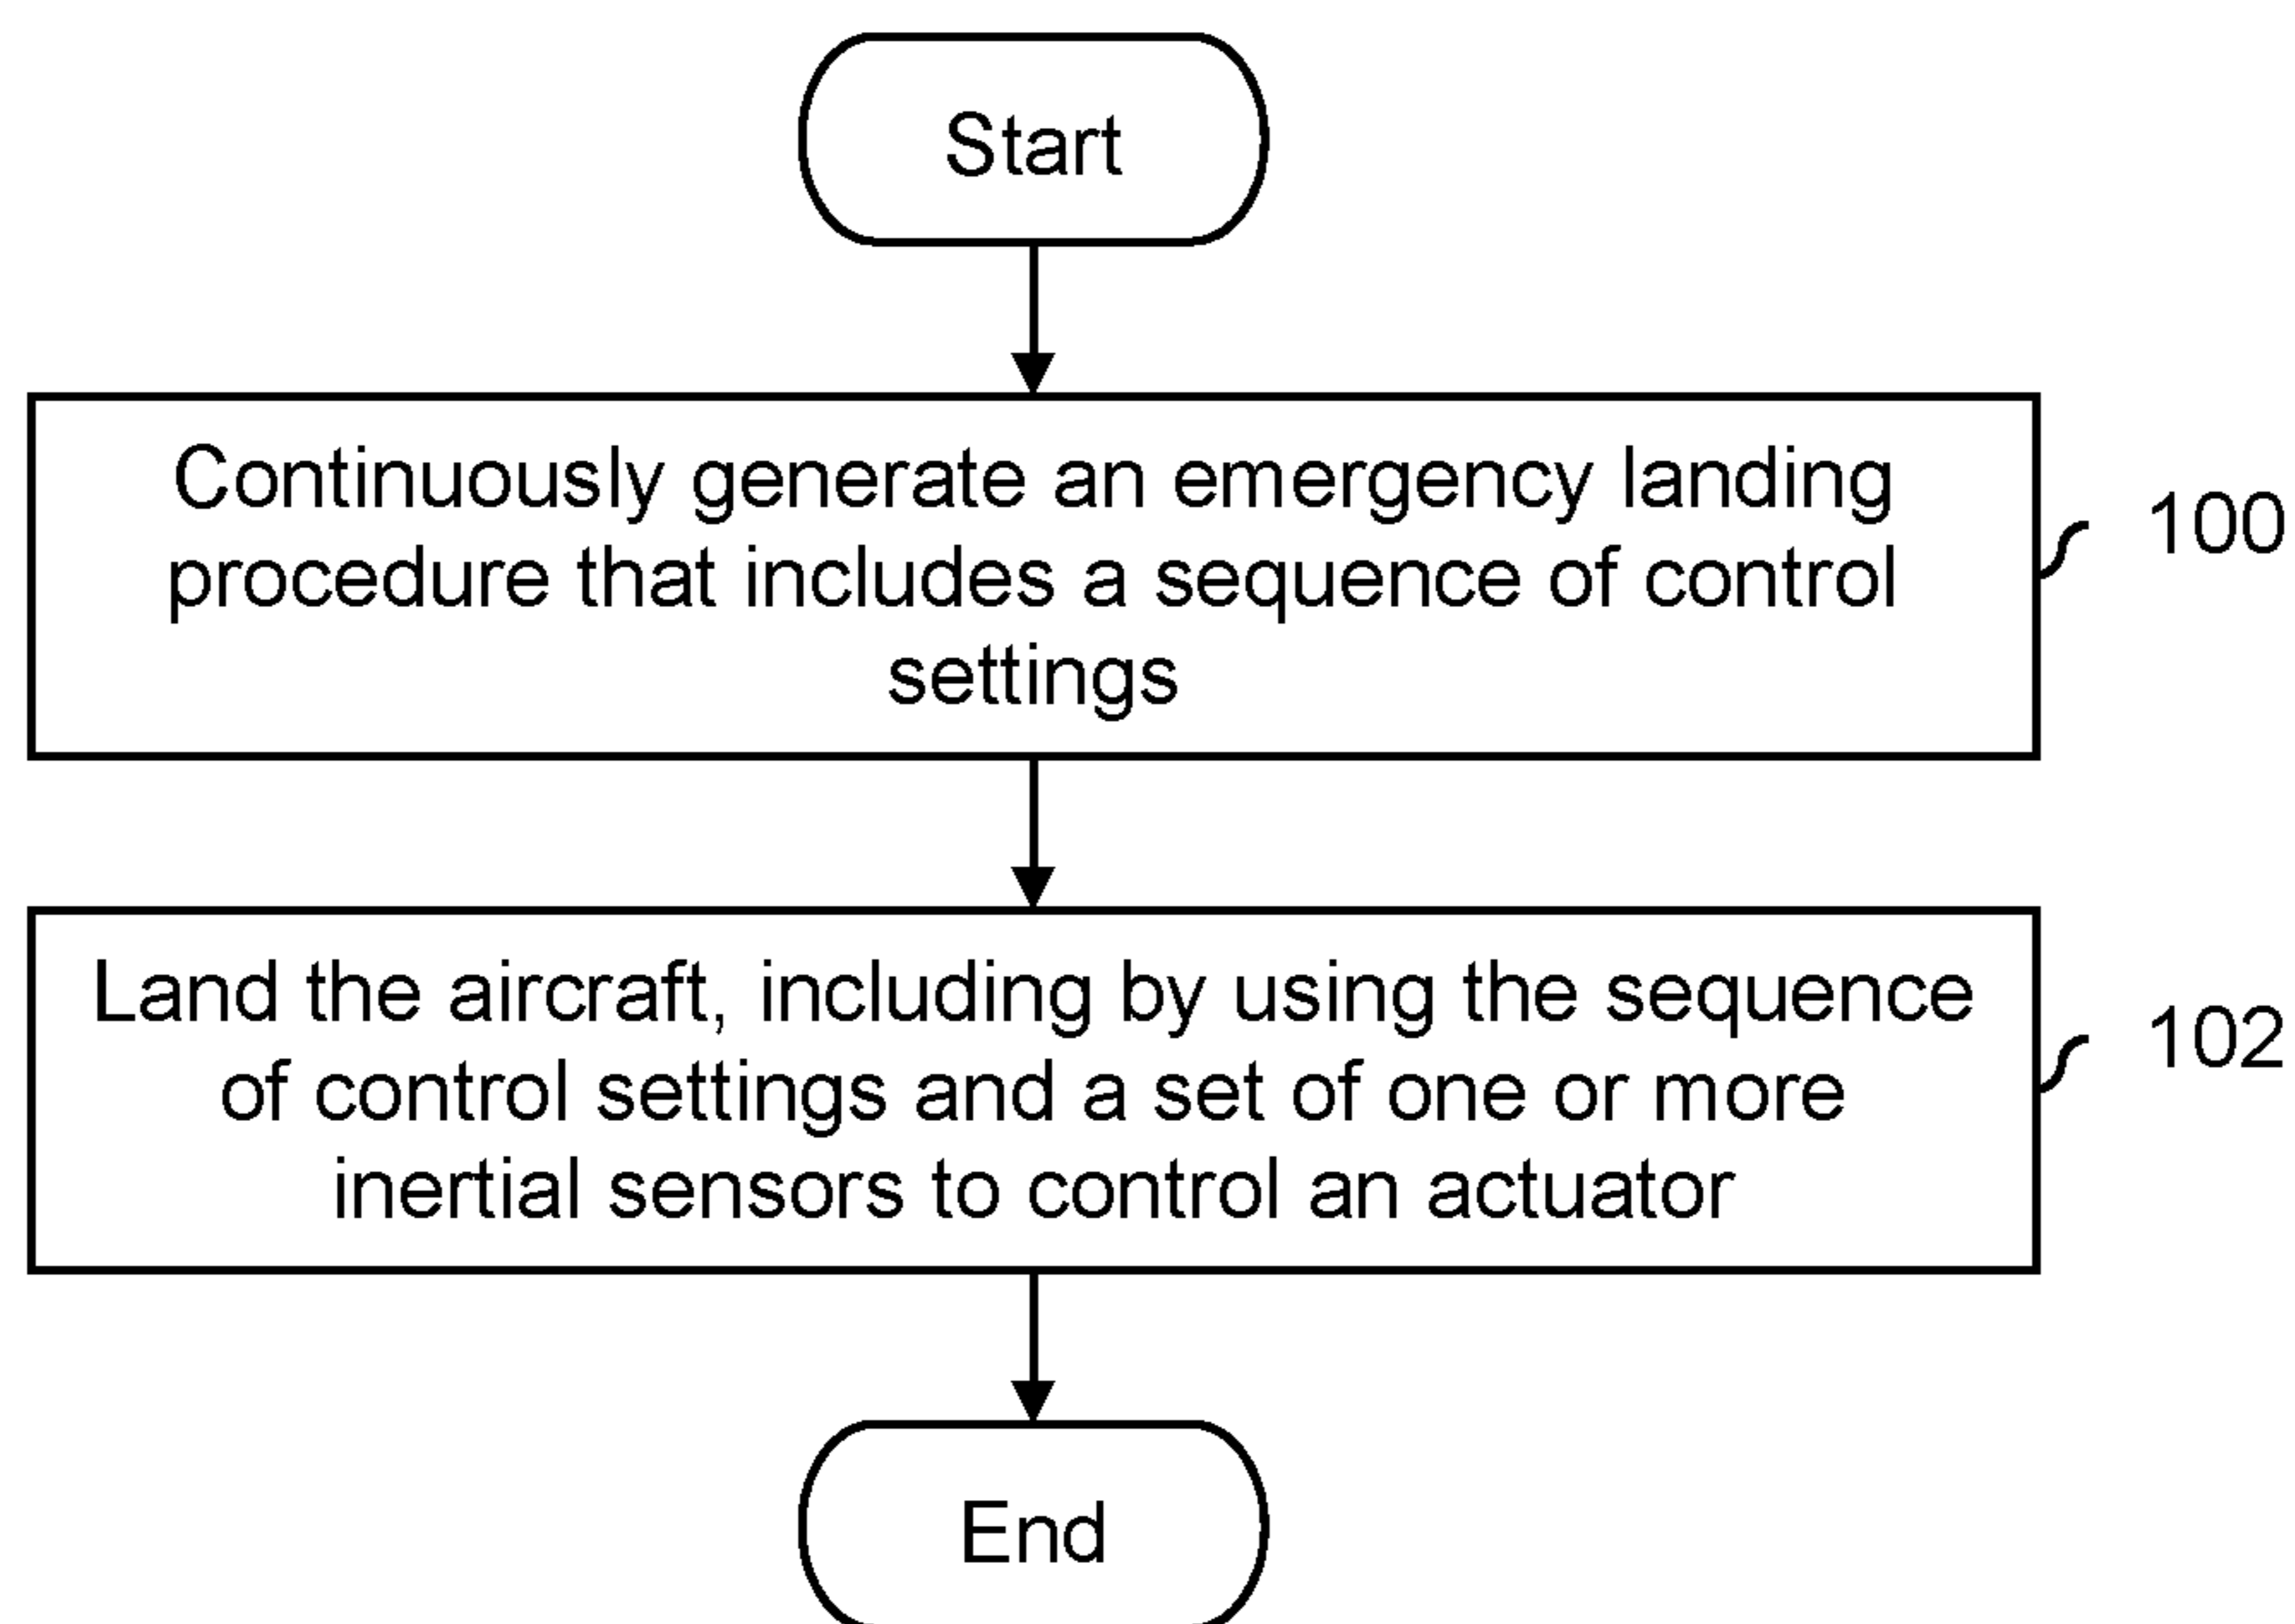 Start
Continuously generate an emergency landing
procedure that includes a sequence of control
settings
100
Land the aircraft, including by using the sequence
of control settings and a set of one or more
inertial sensors to control an actuator
102
End